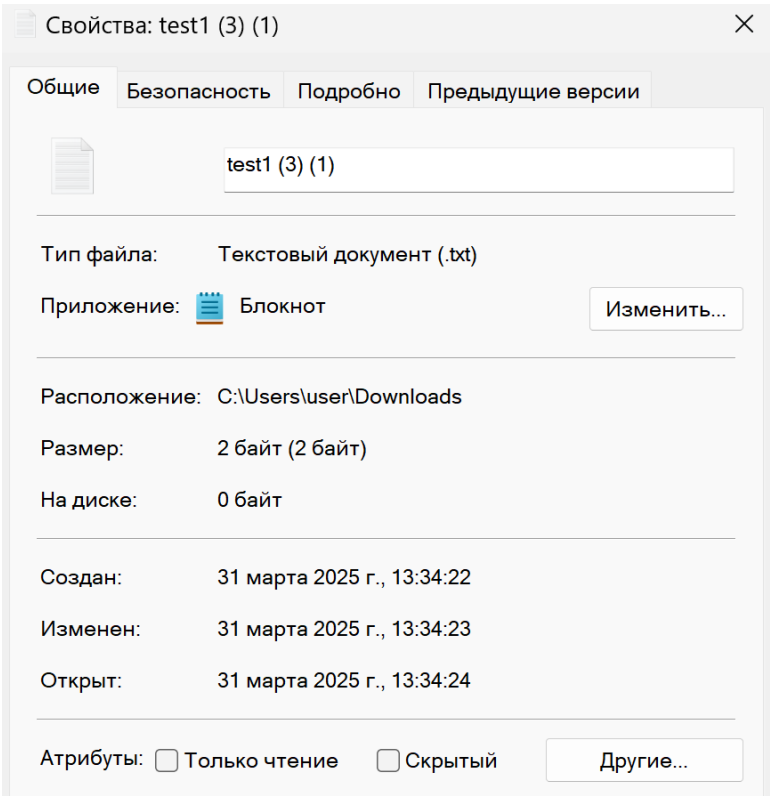 Свойства: test1 (3) (1)
Общие Безопасность Подробно Предыдущие версии
test1 (3) (1)
Тип файла: Текстовый документ (.txt)
Приложение: Блокнот Изменить...
Расположение: C:\Users\user\Downloads
Размер: 2 байт (2 байт)
На диске: 0 байт
Создан: 31 марта 2025 г., 13:34:22
Изменен: 31 марта 2025 г., 13:34:23
Открыт: 31 марта 2025 г., 13:34:24
Атрибуты: Только чтение Скрытый Другие...